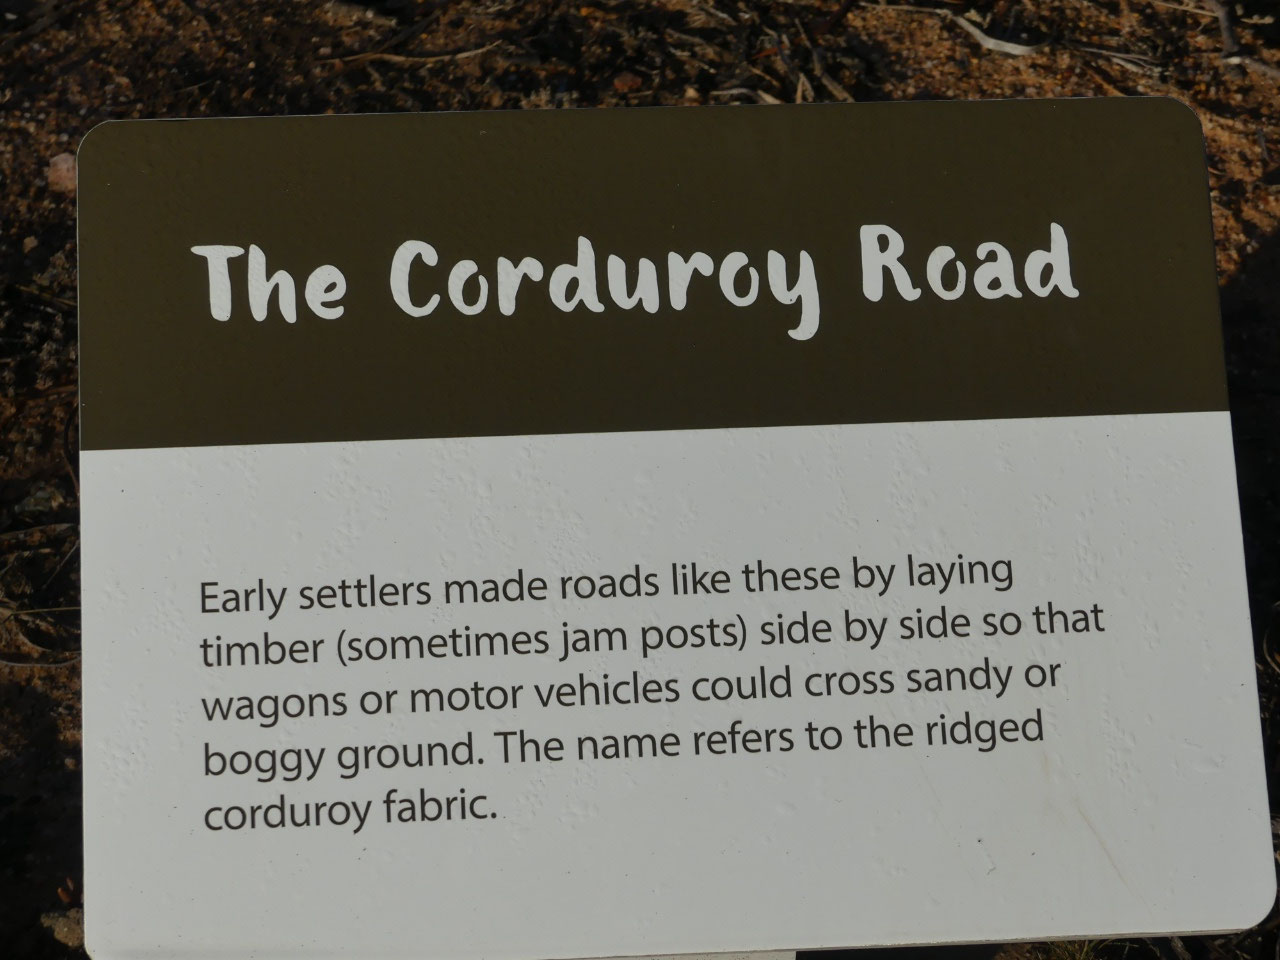 The Corduroy Road
Early settlers made roads like these by laying
timber (sometimes jam posts) side by side so that
wagons or motor vehicles could cross sandy or
boggy ground. The name refers to the ridged
corduroy fabric.